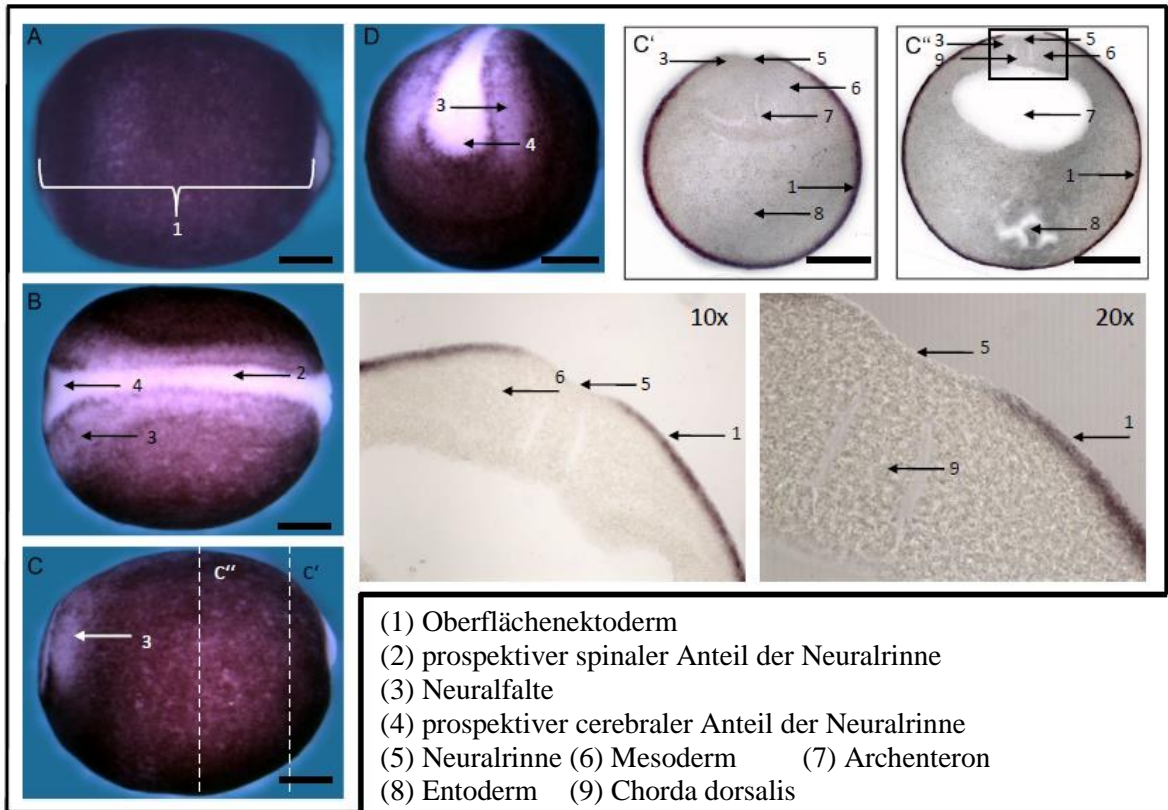 A
1
D
3
4
C‘
3
5
6
7
1
8
C“
3
5
9
6
7
1
8
B
2
4
3
10x
6
5
1
20x
5
1
9
C
C“
C‘
3
(1) Oberflächenektoderm
(2) prospektiver spinaler Anteil der Neuralrinne
(3) Neuralfalte
(4) prospektiver cerebraler Anteil der Neuralrinne
(5) Neuralrinne (6) Mesoderm (7) Archenteron
(8) Entoderm (9) Chorda dorsalis